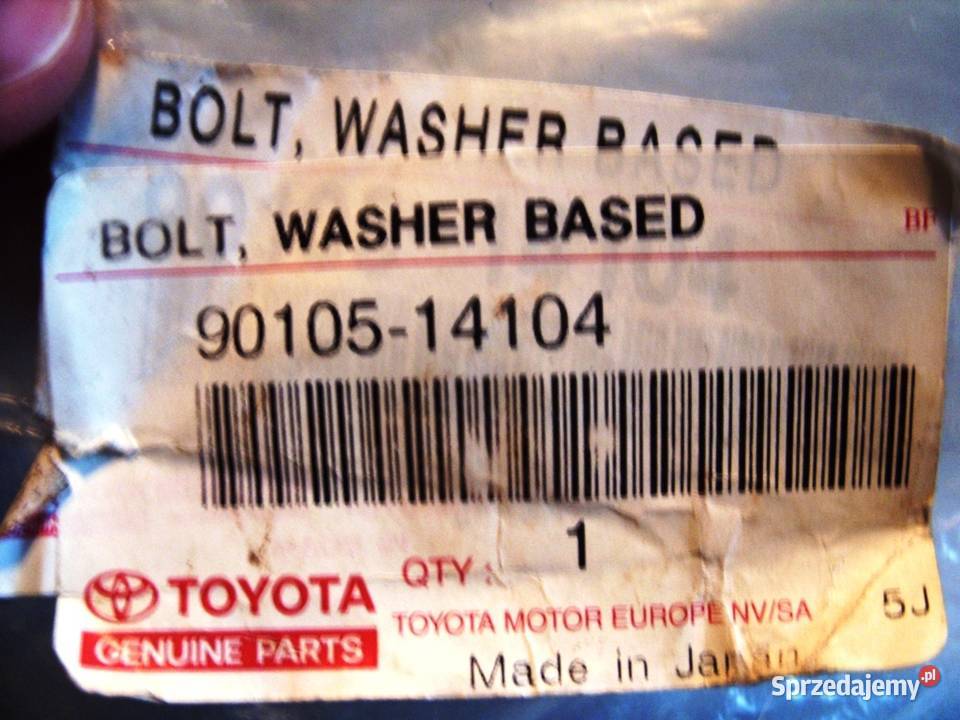 BOLT, WASHER BASED
BOLT, WASHER BASED
BP
90105-14104
QTY : 1
TOYOTA
GENUINE PARTS
TOYOTA MOTOR EUROPE NV/SA
5J
Made in Japan
Sprzedajemy.pl